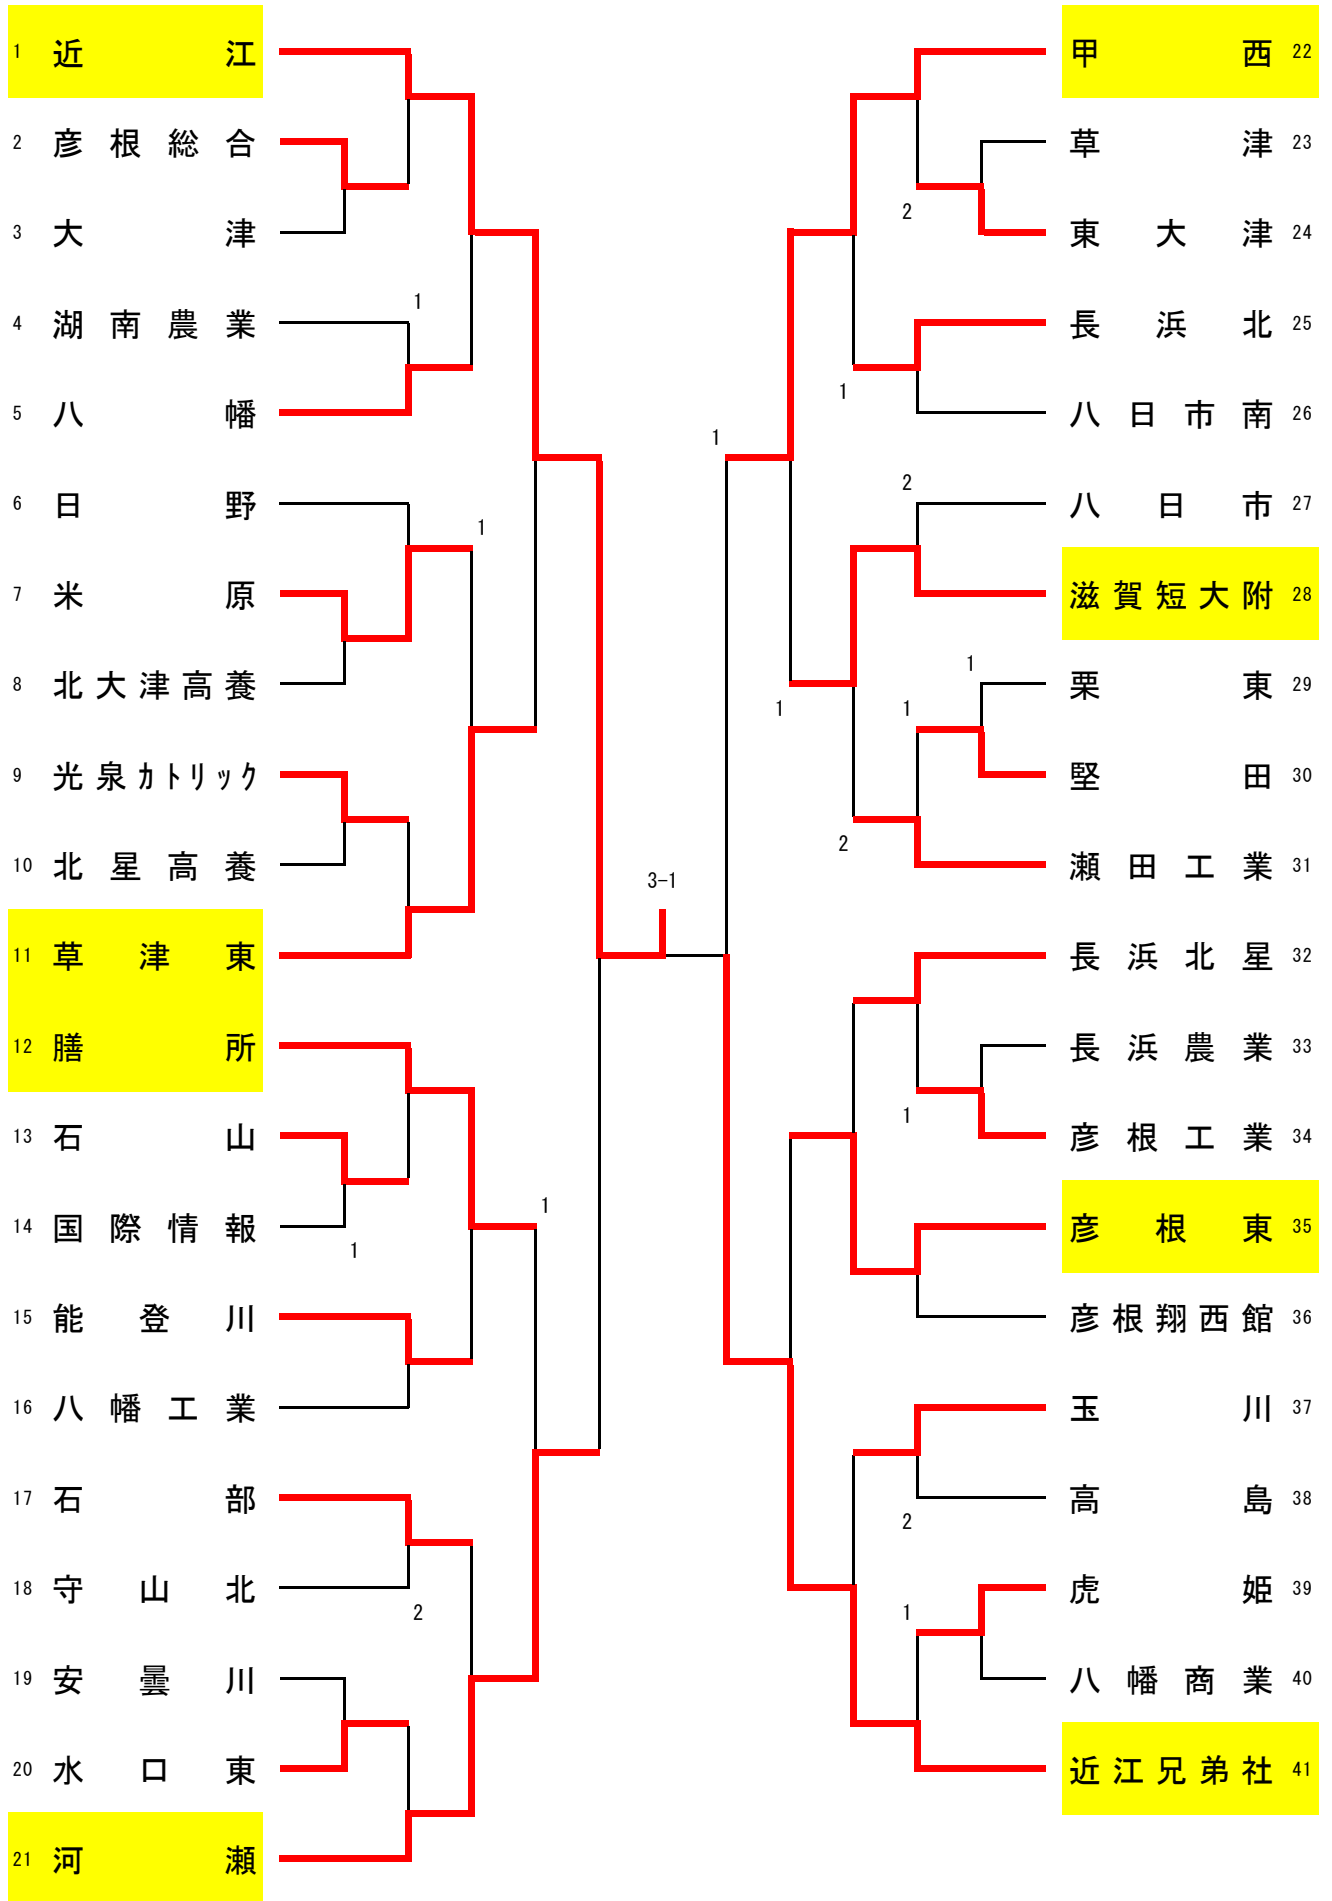 1 近江
2 彦根総合
3 大津
1
4 湖南農業
5 八幡
6 日野
1
7 米原
8 北大津高養
9 光泉カトリック
10 北星高養
11 草津東
12 膳所
13 石山
1
14 国際情報
1
15 能登川
16 八幡工業
17 石部
18 守山北
2
19 安曇川
20 水口東
21 河瀬
3-1
甲西 22
草津 23
2
東大津 24
長浜北 25
1
八日市南 26
1
2
八日市 27
滋賀短大附 28
1
栗東 29
1
1
堅田 30
2
瀬田工業 31
長浜北星 32
長浜農業 33
1
彦根工業 34
彦根東 35
彦根翔西館 36
玉川 37
高島 38
2
虎姫 39
1
八幡商業 40
近江兄弟社 41